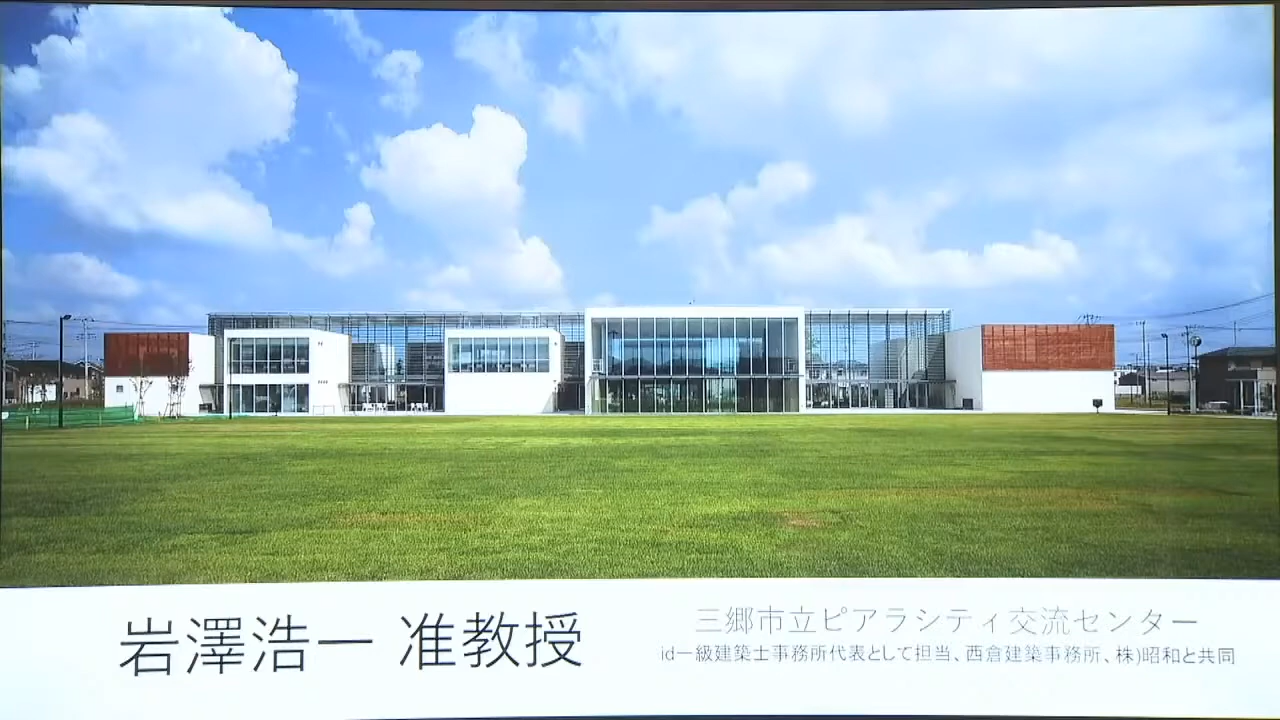 岩澤浩一 准教授
三郷市立ピアラシティ交流センター
id一級建築士事務所代表として担当、西倉建築事務所、株)昭和と共同